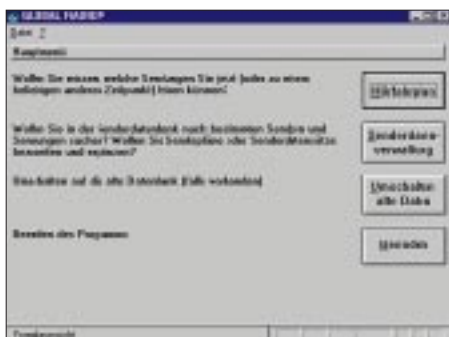 GLOBAL
Datei ?
Hauptmenü
Wollen Sie wissen welche Sendungen Sie jetzt (oder zu einem
beliebigen anderen Zeitpunkt) hören können?
Hörfahrplan
Wollen Sie in der Senderdatenbank nach bestimmten Sendern und
Sendungen suchen? Wollen Sie Sendepläne oder Senderdatensätze
bearbeiten und ergänzen?
Senderdaten-
verwaltung
Umschalten auf die alte Datenbank (falls vorhanden)
Umschalten
alte Daba
Beenden des Programms
Beenden